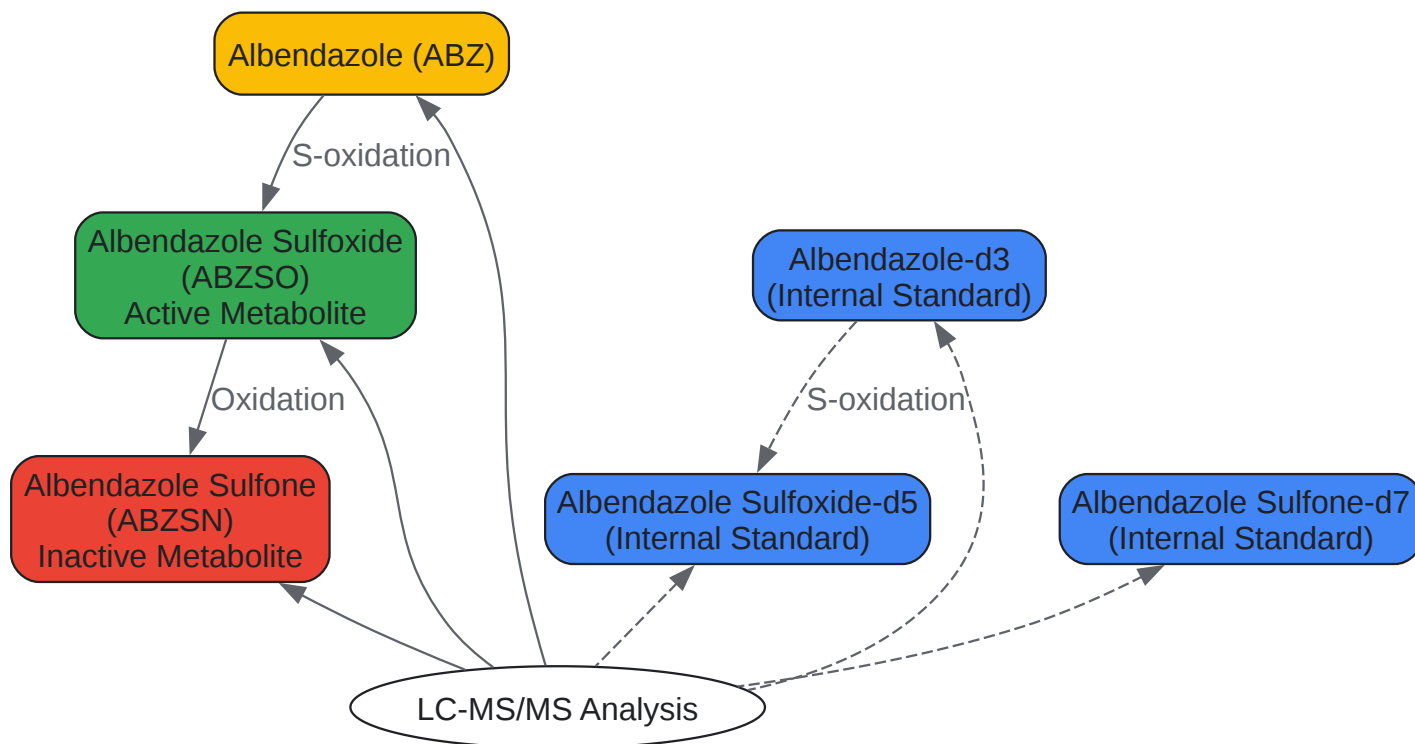 Albendazole (ABZ)
S-oxidation
Albendazole Sulfoxide
(ABZSO)
Active Metabolite
Albendazole-d3
(Internal Standard)
Oxidation
S-oxidation
Albendazole Sulfone
(ABZSN)
Inactive Metabolite
Albendazole Sulfoxide-d5
(Internal Standard)
Albendazole Sulfone-d7
(Internal Standard)
LC-MS/MS Analysis